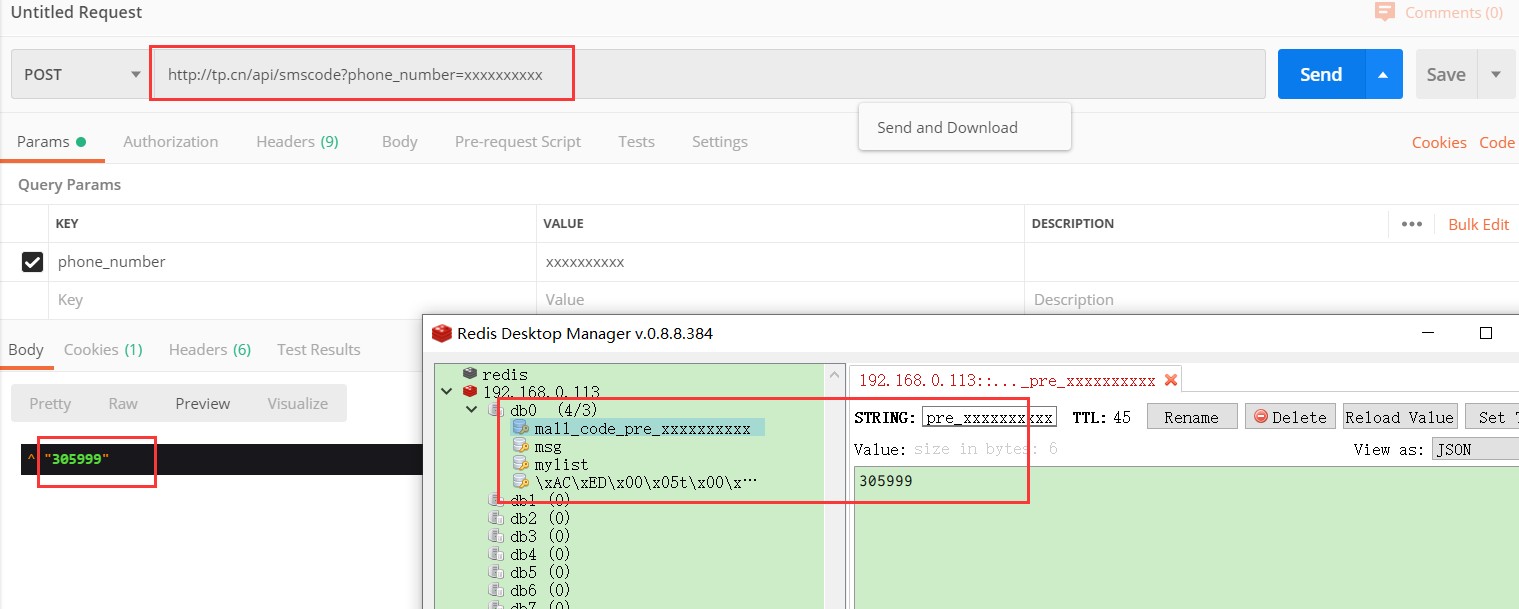 Untitled Request
Comments (0)
POST
http://tp.cn/api/smscode?phone_number=xxxxxxxxxx
Send
Save
Send and Download
Params
Authorization
Headers (9)
Body
Pre-request Script
Tests
Settings
Cookies
Code
Query Params
KEY
VALUE
DESCRIPTION
Bulk Edit
phone_number
xxxxxxxxxx
Key
Value
Description
Body
Cookies (1)
Headers (6)
Test Results
Pretty
Raw
Preview
Visualize
^ "305999"
Redis Desktop Manager v.0.8.8.384
redis
192.168.0.113
db0 (4/3)
mall_code_pre_xxxxxxxxxx
msg
mylist
\xAC\xED\x00\x05t\x00\x…
db1 (0)
db2 (0)
db3 (0)
db4 (0)
db5 (0)
db6 (0)
db7 (0)
192.168.0.113::..._pre_xxxxxxxxxx
STRING: pre_xxxxxxxxxx TTL: 45
Rename
Delete
Reload Value
Set
Value: size in bytes: 6
View as: JSON
305999